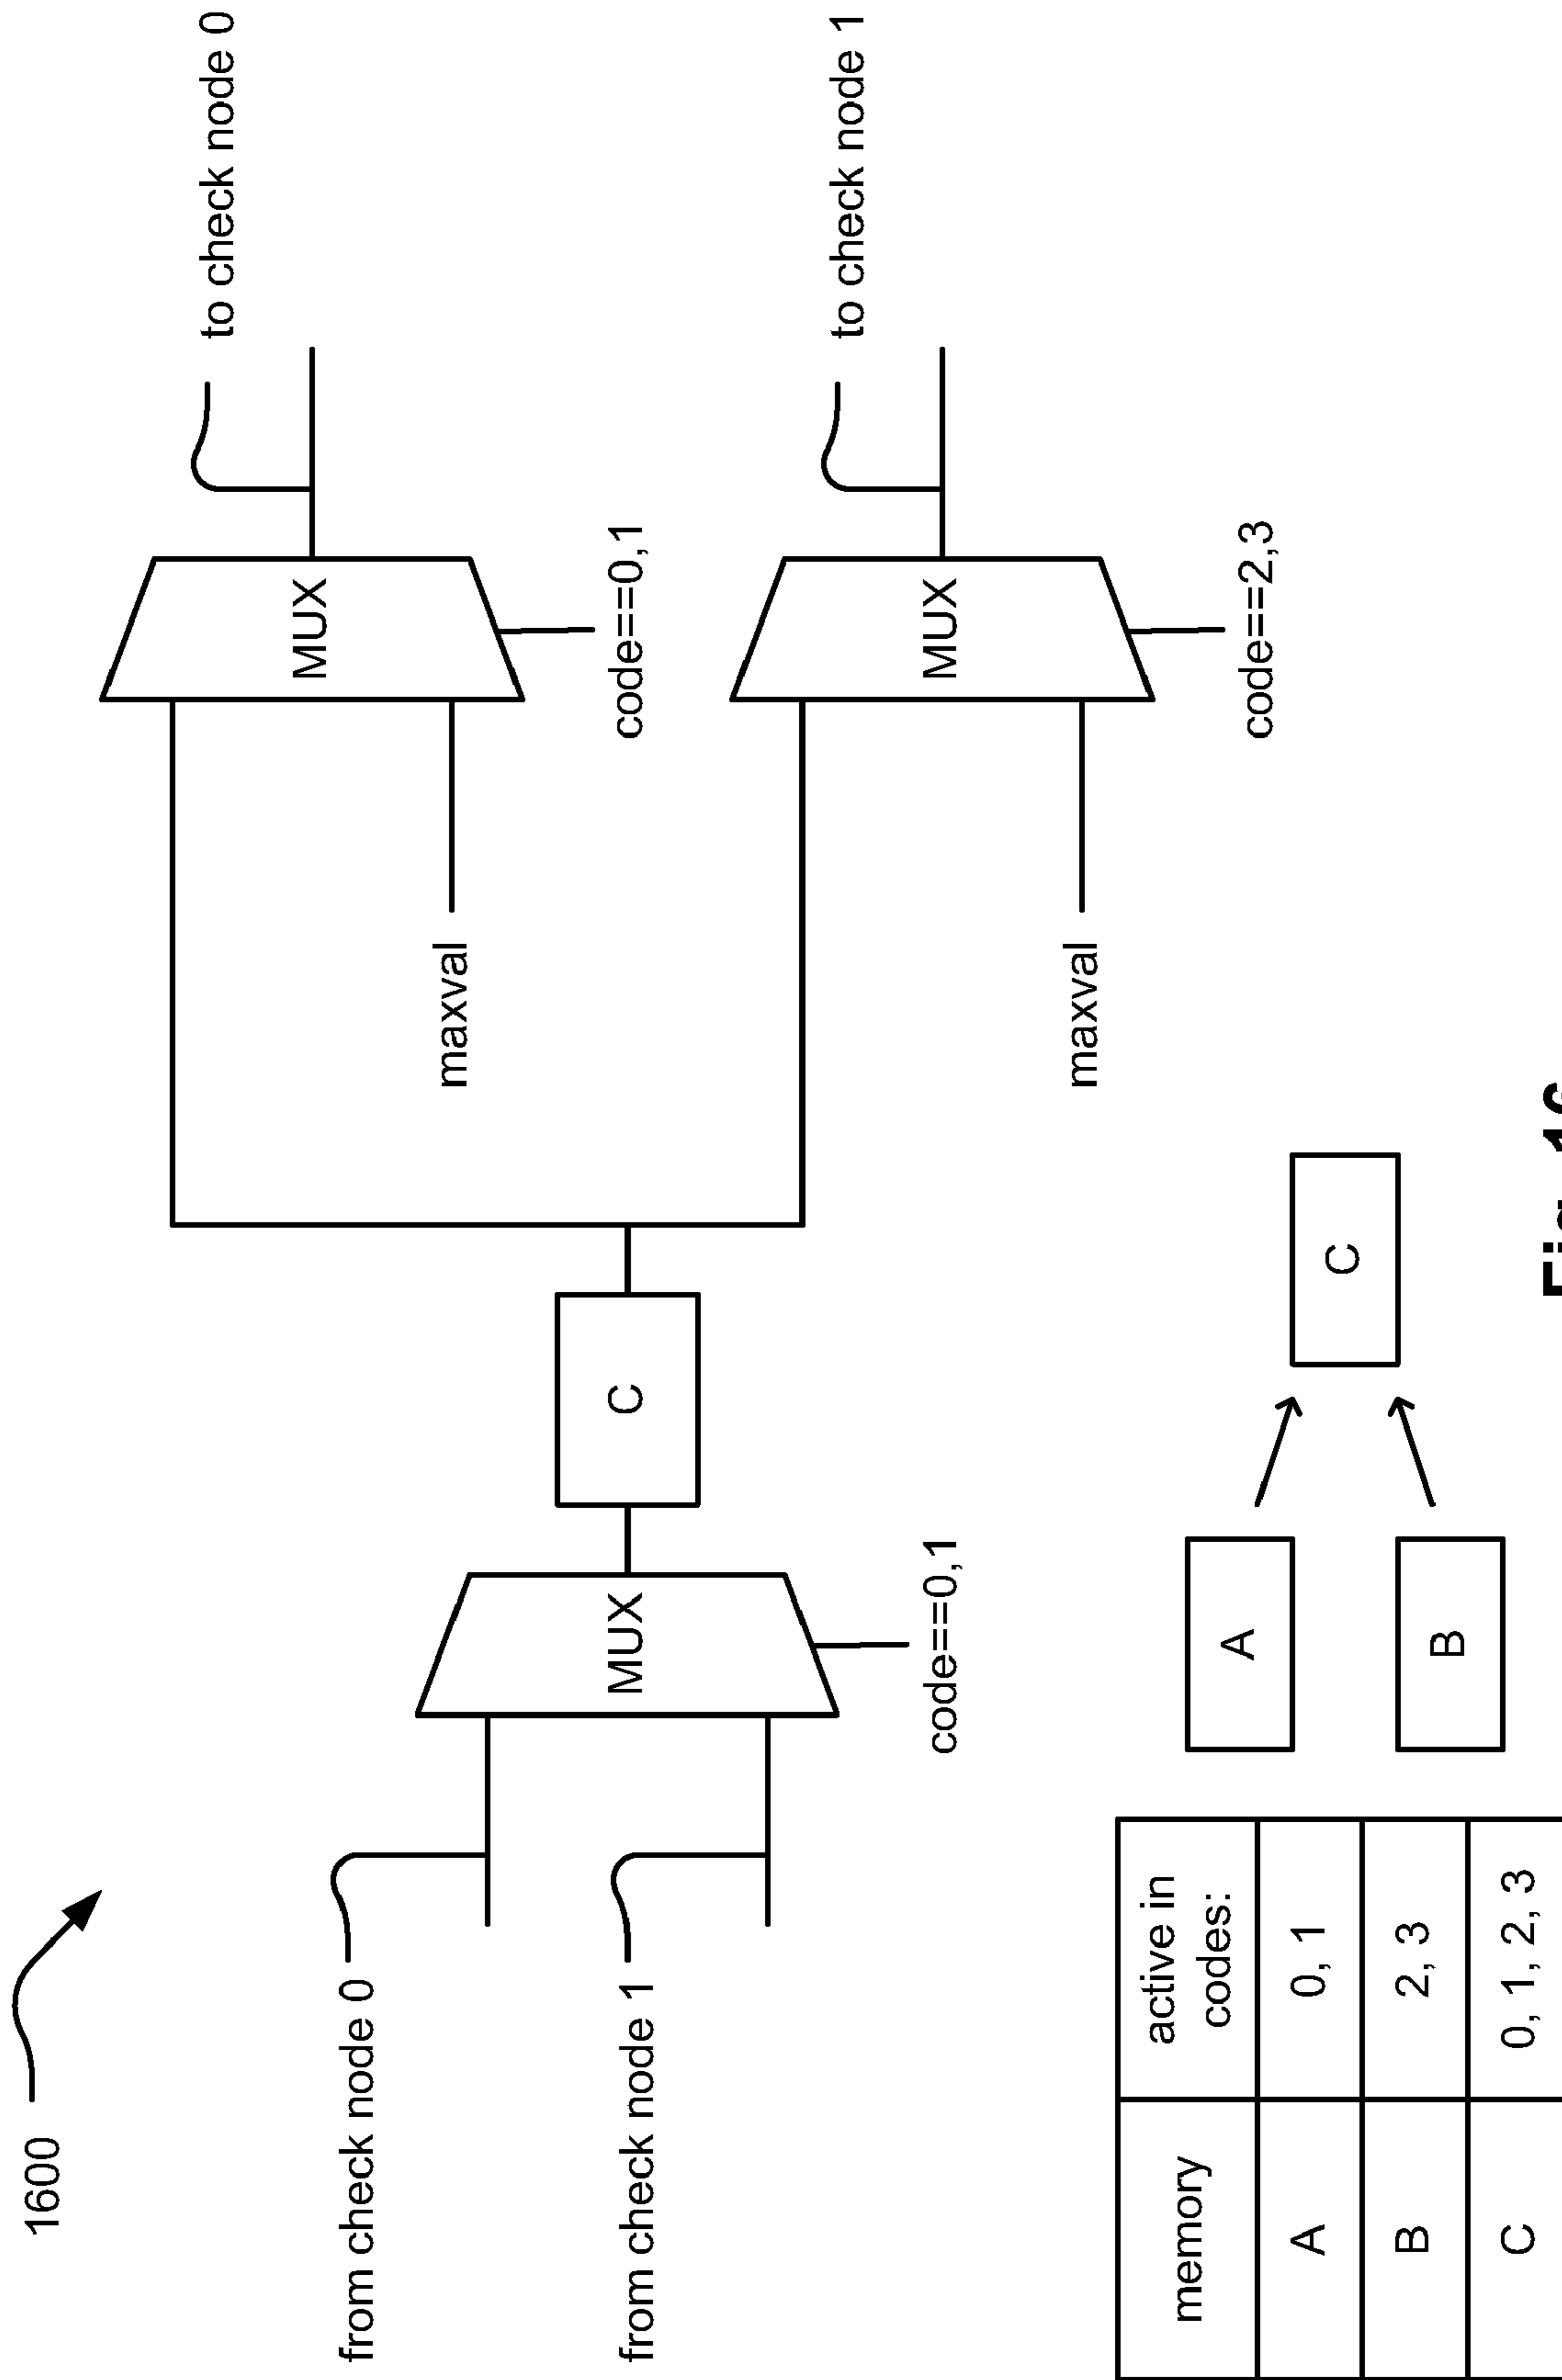 1600
from check node 0
from check node 1
MUX
code==0,1
C
maxval
MUX
code==0,1
to check node 0
maxval
MUX
code==2,3
to check node 1
memory
active in
codes:
A
0, 1
B
2, 3
C
0, 1, 2, 3
A
B
C